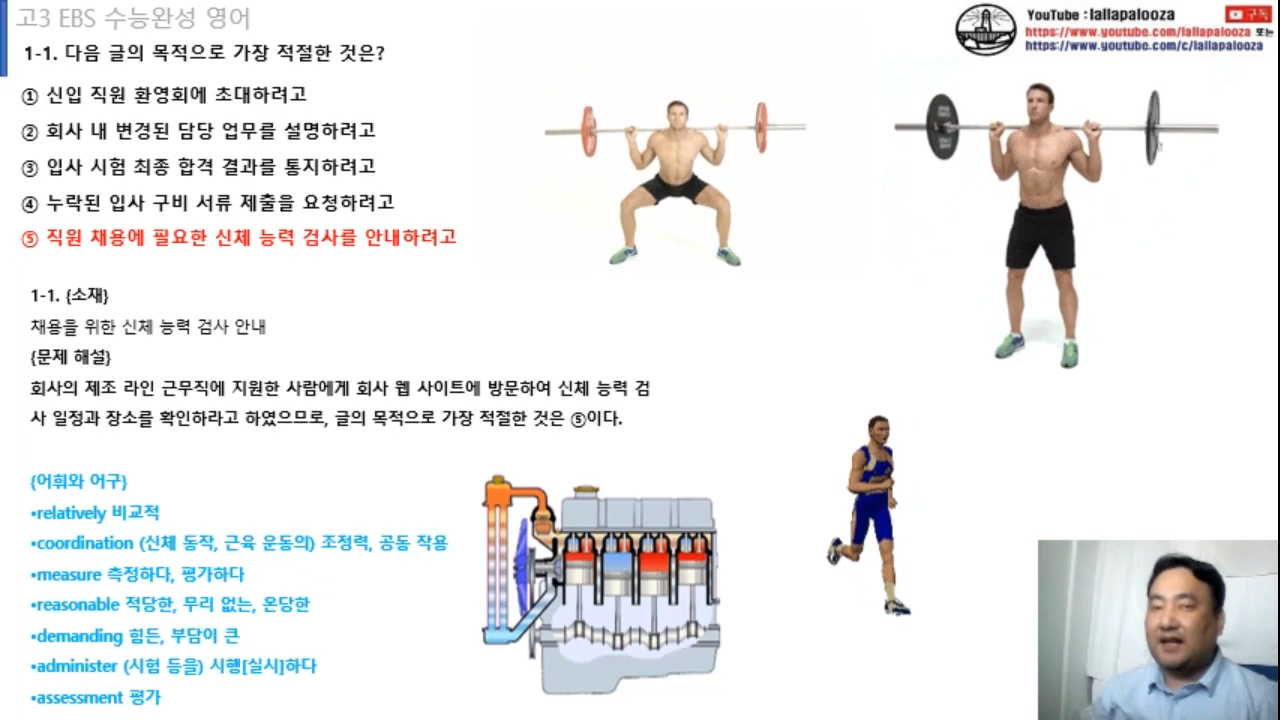 고3 EBS 수능완성 영어
YouTube : lallapalooza
구독
https://www.youtube.com/lallapalooza 또는
https://www.youtube.com/c/lallapalooza
1-1. 다음 글의 목적으로 가장 적절한 것은?
① 신입 직원 환영회에 초대하려고
② 회사 내 변경된 담당 업무를 설명하려고
③ 입사 시험 최종 합격 결과를 통지하려고
④ 누락된 입사 구비 서류 제출을 요청하려고
⑤ 직원 채용에 필요한 신체 능력 검사를 안내하려고
1-1. {소재}
채용을 위한 신체 능력 검사 안내
{문제 해설}
회사의 제조 라인 근무직에 지원한 사람에게 회사 웹 사이트에 방문하여 신체 능력 검
사 일정과 장소를 확인하라고 하였으므로, 글의 목적으로 가장 적절한 것은 ⑤이다.
{어휘와 어구}
•relatively 비교적
•coordination (신체 동작, 근육 운동의) 조정력, 공동 작용
•measure 측정하다, 평가하다
•reasonable 적당한, 무리 없는, 온당한
•demanding 힘든, 부담이 큰
•administer (시험 등을) 시행[실시]하다
•assessment 평가